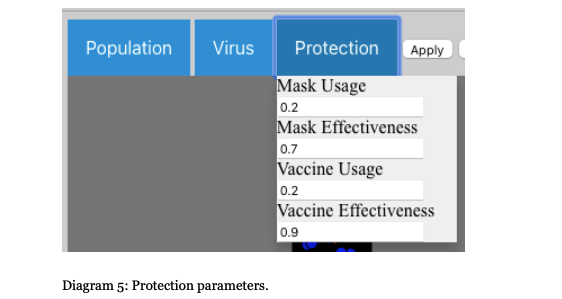 Population Virus Protection Apply
Mask Usage
0.2
Mask Effectiveness
0.7
Vaccine Usage
0.2
Vaccine Effectiveness
0.9
Diagram 5: Protection parameters.